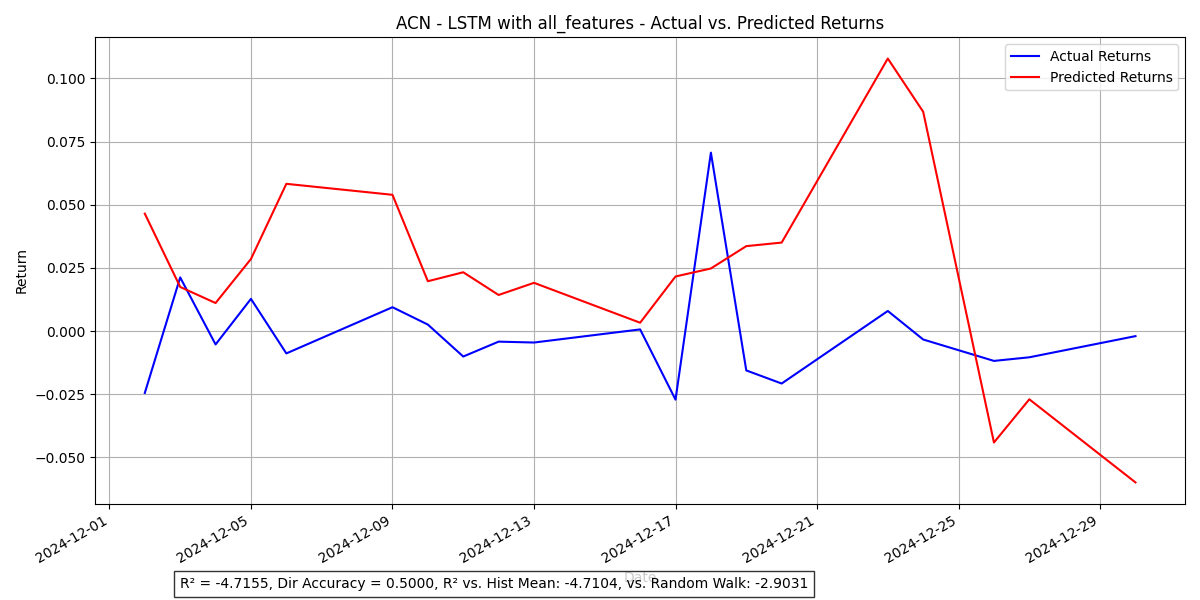 ACN - LSTM with all_features - Actual vs. Predicted Returns
Actual Returns
Predicted Returns
0.100
0.075
0.050
0.025
0.000
−0.025
−0.050
Return
2024-12-01
2024-12-05
2024-12-09
2024-12-13
2024-12-17
2024-12-21
2024-12-25
2024-12-29
Date
R² = -4.7155, Dir Accuracy = 0.5000, R² vs. Hist Mean: -4.7104, vs. Random Walk: -2.9031